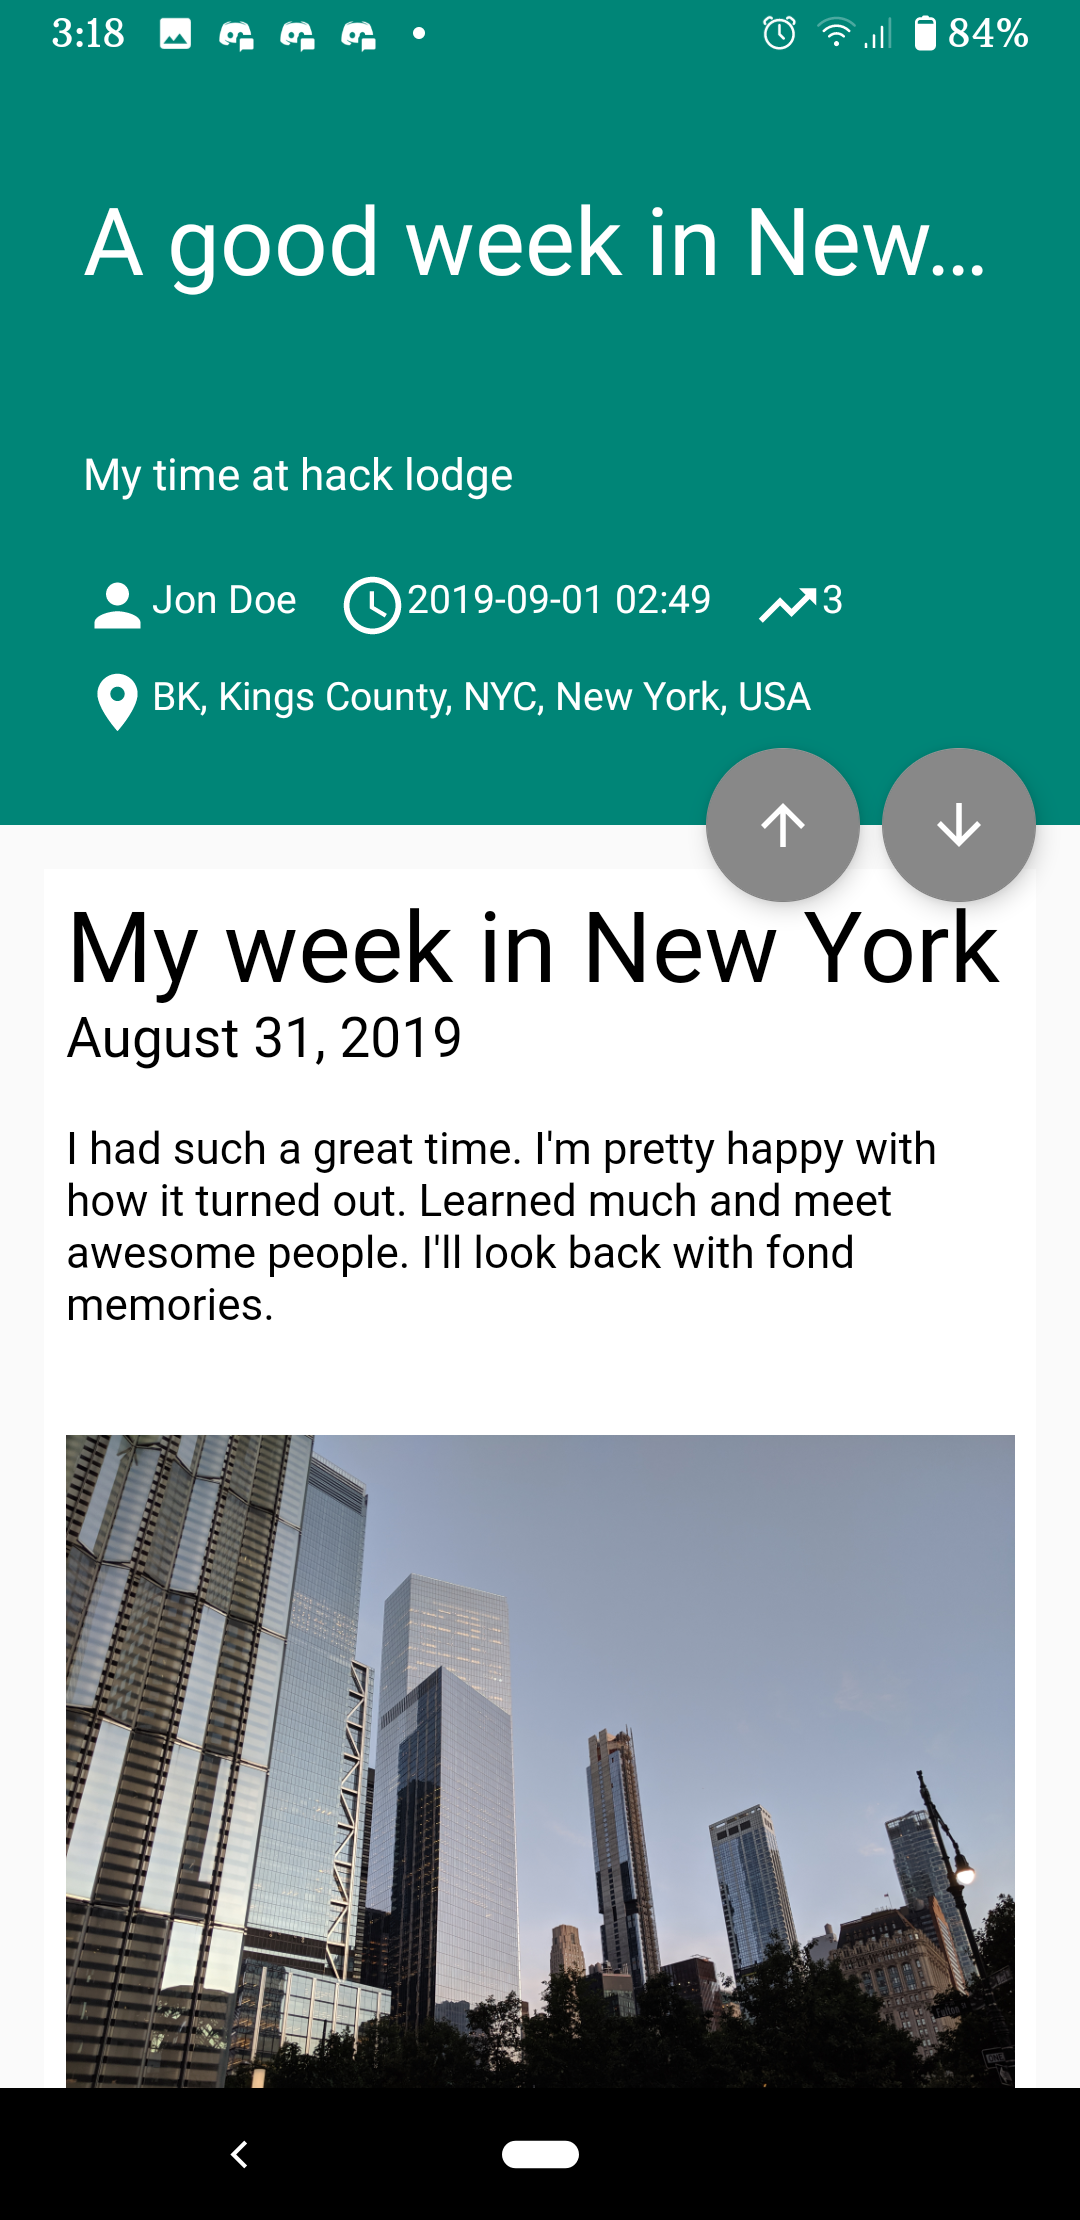 3:18
84%
A good week in New...
My time at hack lodge
Jon Doe
2019-09-01 02:49
3
BK, Kings County, NYC, New York, USA
My week in New York
August 31, 2019
I had such a great time. I'm pretty happy with
how it turned out. Learned much and meet
awesome people. I'll look back with fond
memories.